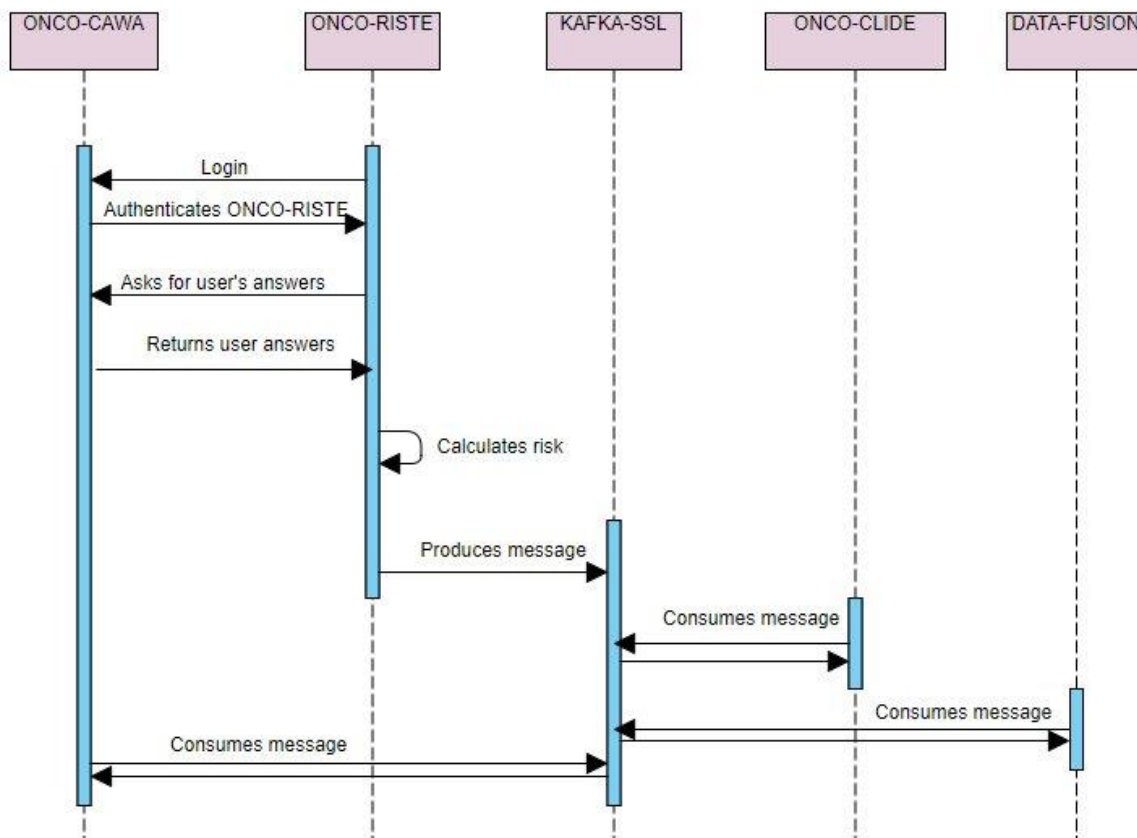 ONCO-CAWA
ONCO-RISTE
KAFKA-SSL
ONCO-CLIDE
DATA-FUSION
Login
Authenticates ONCO-RISTE
Asks for user's answers
Returns user answers
Calculates risk
Produces message
Consumes message
Consumes message
Consumes message